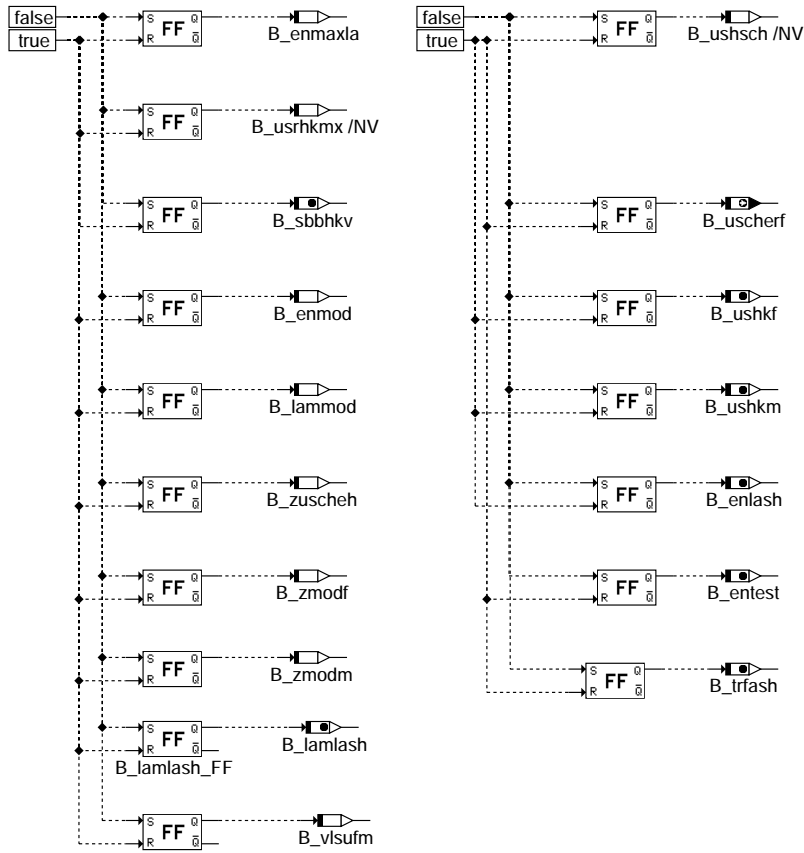 false
true
S Q
FF
R Q
B_enmaxla
S Q
FF
R Q
B_usrhkmx /NV
S Q
FF
R Q
B_sbbhkv
S Q
FF
R Q
B_enmod
S Q
FF
R Q
B_lammod
S Q
FF
R Q
B_zuscheh
S Q
FF
R Q
B_zmodf
S Q
FF
R Q
B_zmodm
S Q
FF
R Q
B_lamlash
B_lamlash_FF
S Q
FF
R Q
B_vlsufm
false
true
S Q
FF
R Q
B_ushsch /NV
S Q
FF
R Q
B_uscherf
S Q
FF
R Q
B_ushkf
S Q
FF
R Q
B_ushkm
S Q
FF
R Q
B_enlash
S Q
FF
R Q
B_entest
S Q
FF
R Q
B_trfash